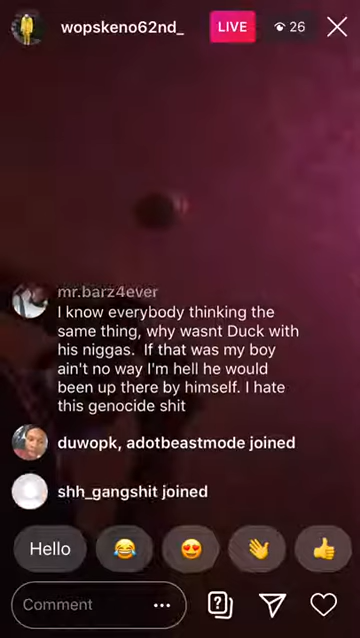 wopskeno62nd_ LIVE 26
mr.barz4ever
I know everybody thinking the
same thing, why wasnt Duck with
his niggas. If that was my boy
ain't no way I'm hell he would
been up there by himself. I hate
this genocide shit
duwopk, adotbeastmode joined
shh_gangshit joined
Hello
Comment